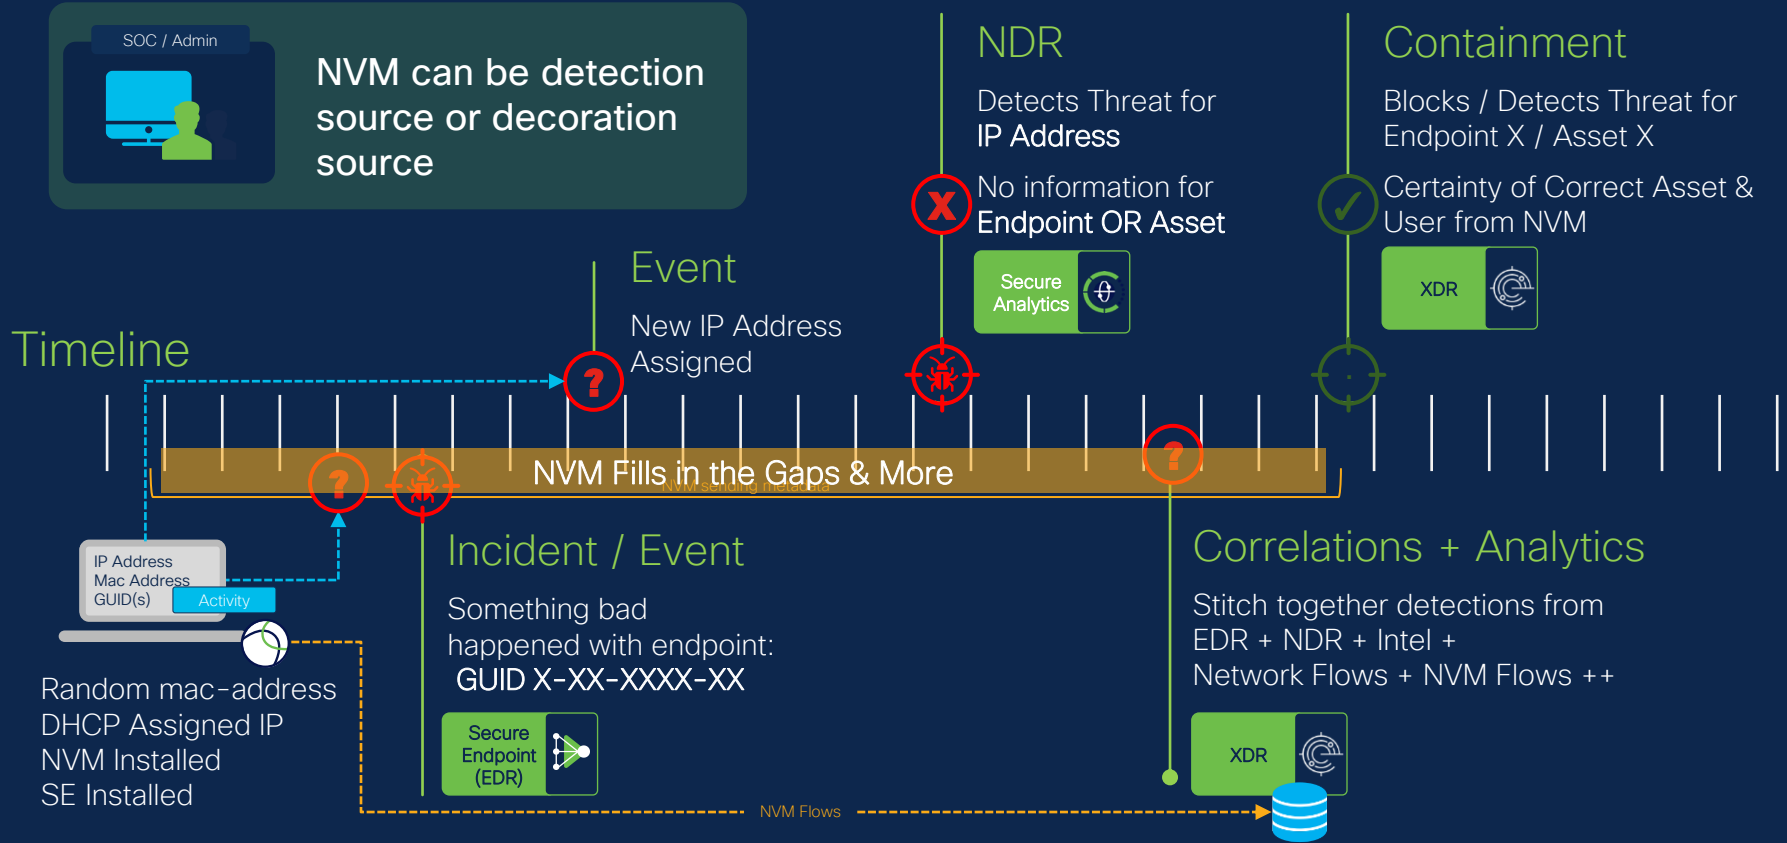 SOC / Admin
NVM can be detection
source or decoration
source
NDR
Detects Threat for
IP Address
X
No information for
Endpoint OR Asset
Secure
Analytics
Containment
Blocks / Detects Threat for
Endpoint X / Asset X
✓
Certainty of Correct Asset &
User from NVM
XDR
Event
New IP Address
Assigned
?
Timeline
NVM Fills in the Gaps & More
NVM sending metadata
?
?
IP Address
Mac Address
GUID(s)
Activity
Random mac-address
DHCP Assigned IP
NVM Installed
SE Installed
Incident / Event
Something bad
happened with endpoint:
GUID X-XX-XXXX-XX
Secure
Endpoint
(EDR)
Correlations + Analytics
Stitch together detections from
EDR + NDR + Intel +
Network Flows + NVM Flows ++
XDR
NVM Flows